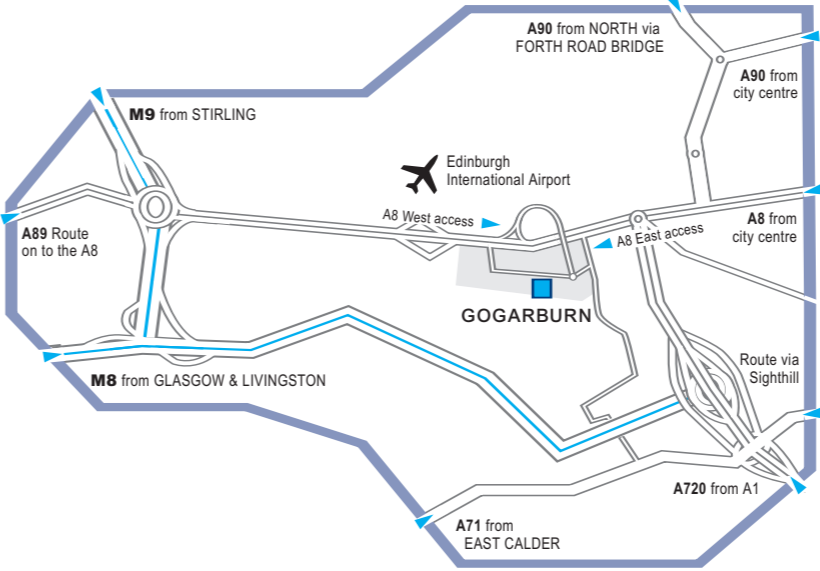 A90 from NORTH via
FORTH ROAD BRIDGE
A90 from
city centre
M9 from STIRLING
Edinburgh
International Airport
A8 West access
A8 East access
A8 from
city centre
A89 Route
on to the A8
GOGARBURN
Route via
Sighthill
M8 from GLASGOW & LIVINGSTON
A720 from A1
A71 from
EAST CALDER